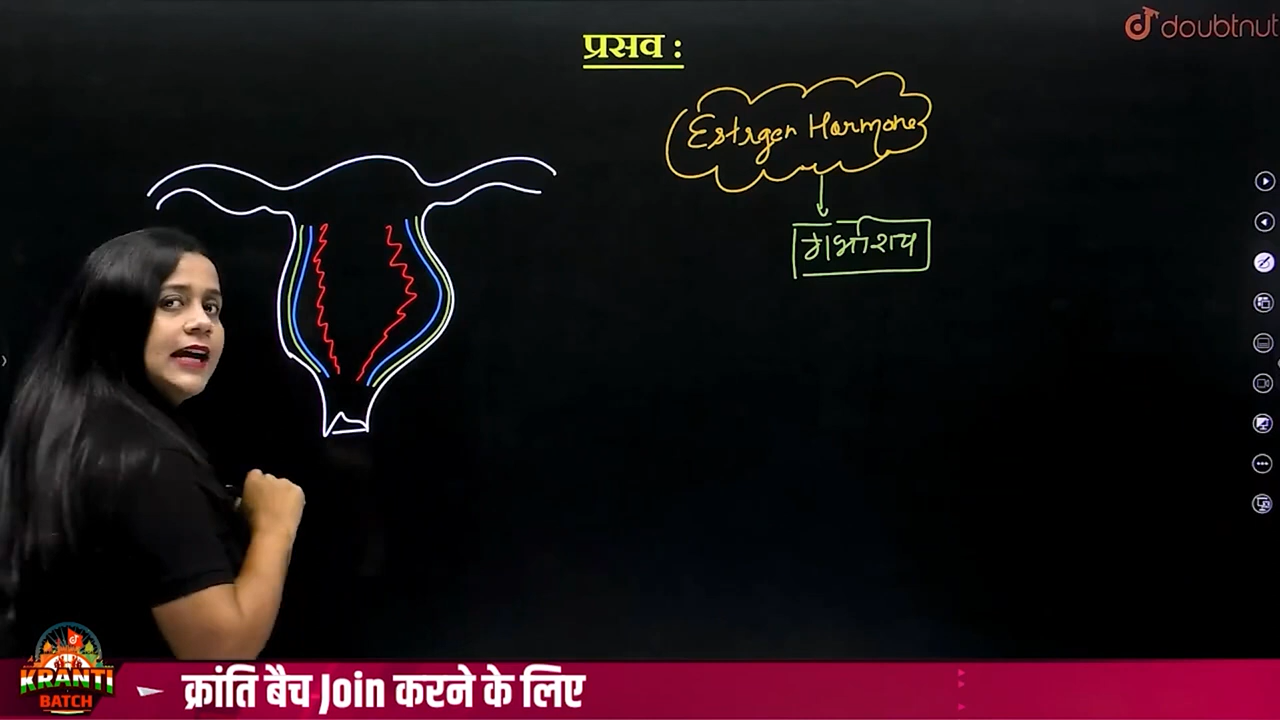 प्रसव :
doubtnut
Estrgen Hormone
गर्भाशय
KRANTI
BATCH
क्रांति बैच Join करने के लिए